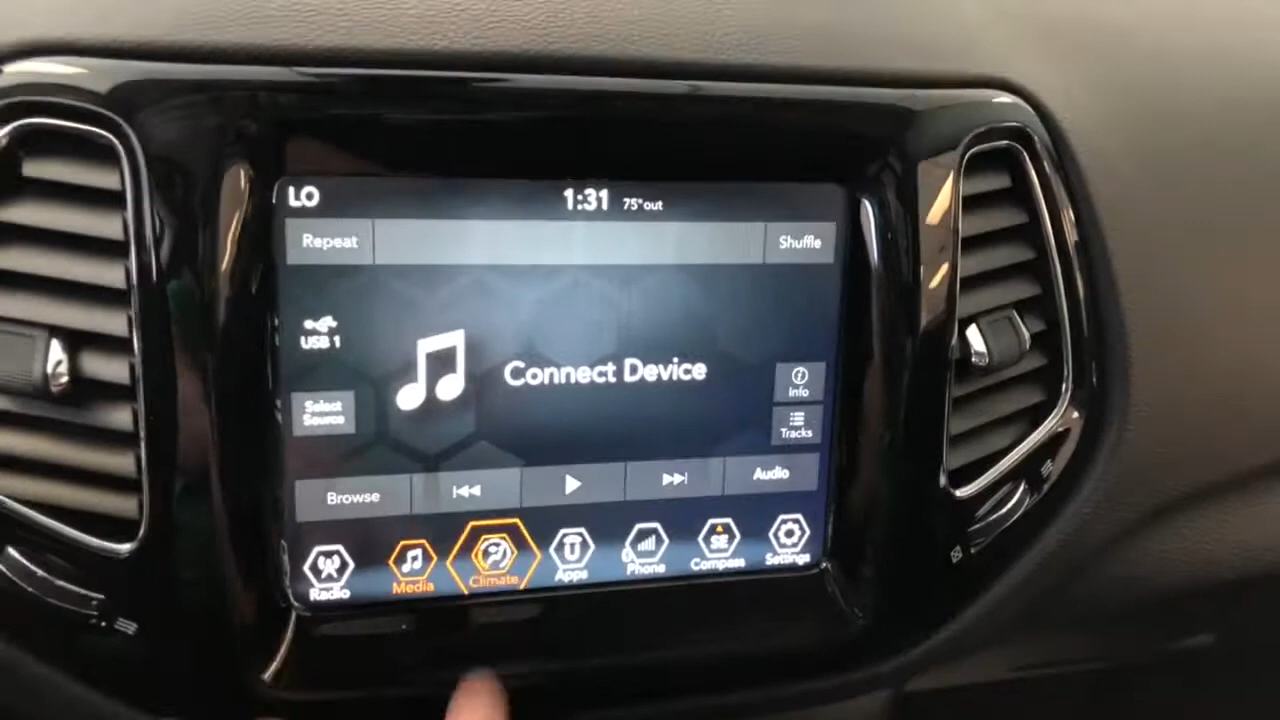 LO 1:31 75°out
Repeat Shuffle
USB 1
Connect Device
Info
Select
Source
Tracks
Browse Audio
Radio Media Climate Apps Phone SE Compass Settings